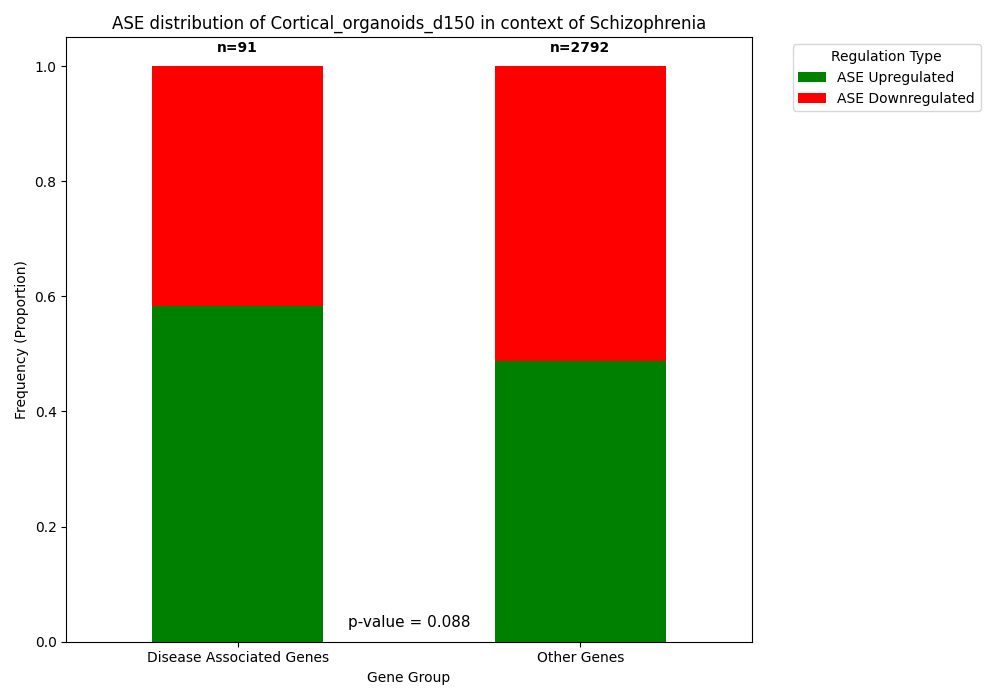 ASE distribution of Cortical_organoids_d150 in context of Schizophrenia
n=91
n=2792
Regulation Type
ASE Upregulated
ASE Downregulated
Frequency (Proportion)
1.0
0.8
0.6
0.4
0.2
0.0
p-value = 0.088
Disease Associated Genes
Other Genes
Gene Group